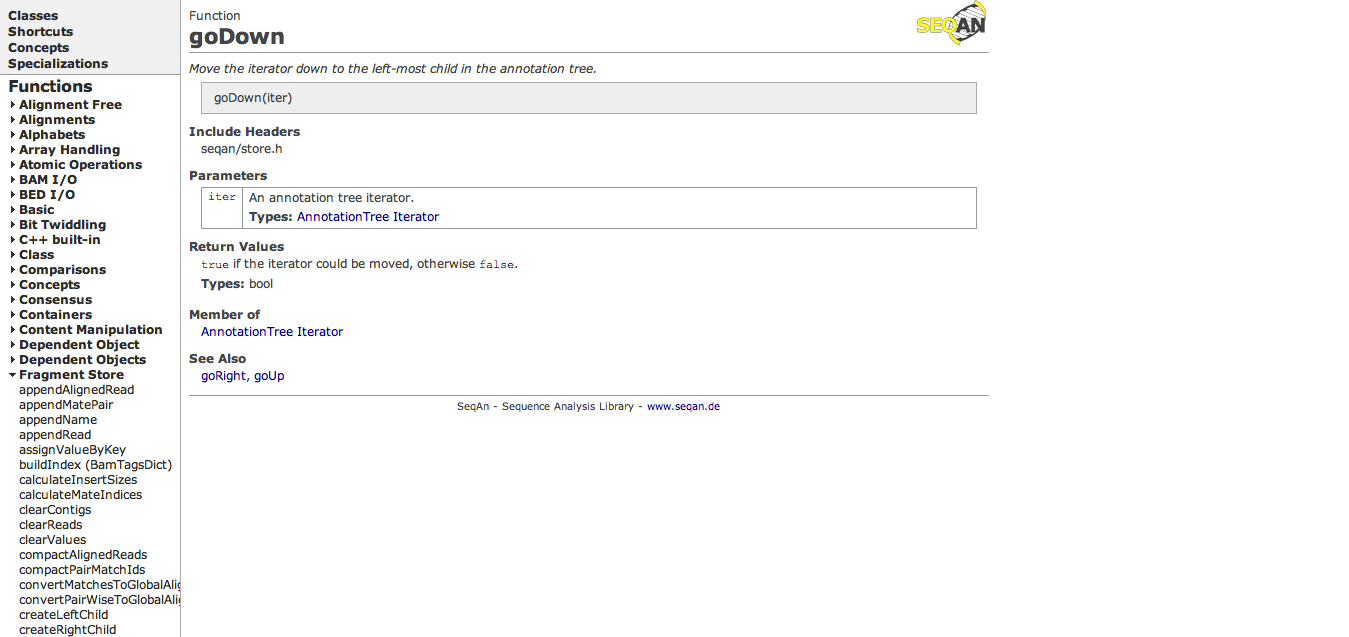 Classes
Shortcuts
Concepts
Specializations
Functions
Alignment Free
Alignments
Alphabets
Array Handling
Atomic Operations
BAM I/O
BED I/O
Basic
Bit Twiddling
C++ built-in
Class
Comparisons
Concepts
Consensus
Containers
Content Manipulation
Dependent Object
Dependent Objects
Fragment Store
appendAlignedRead
appendMatePair
appendName
appendRead
assignValueByKey
buildIndex (BamTagsDict)
calculateInsertSizes
calculateMateIndices
clearContigs
clearReads
clearValues
compactAlignedReads
compactPairMatchIds
convertMatchesToGlobalAlig
convertPairWiseToGlobalAlig
createLeftChild
createRightChild
Function
SEQAN
goDown
Move the iterator down to the left-most child in the annotation tree.
goDown(iter)
Include Headers
seqan/store.h
Parameters
iter An annotation tree iterator.
Types: AnnotationTree Iterator
Return Values
true if the iterator could be moved, otherwise false.
Types: bool
Member of
AnnotationTree Iterator
See Also
goRight, goUp
SeqAn - Sequence Analysis Library - www.seqan.de